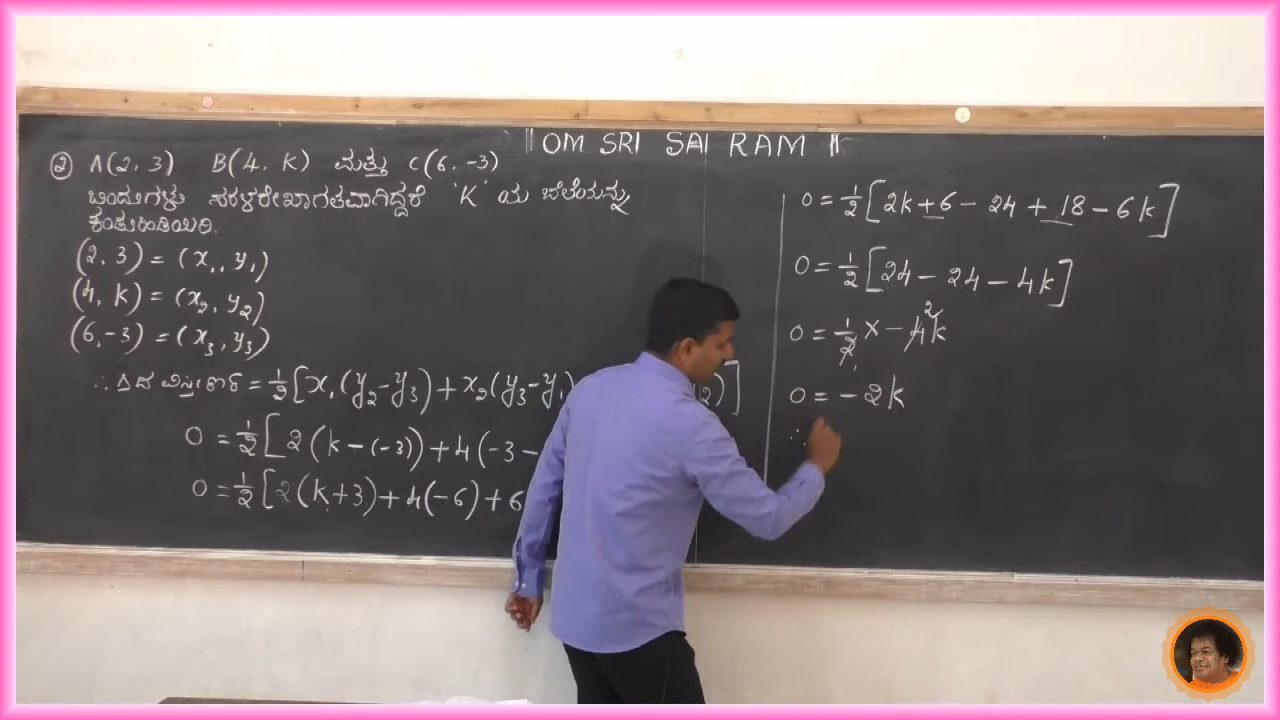 || OM SRI SAI RAM ||
② A(2, 3) B(4, K) ಮತ್ತು C(6, -3)
ಬಿಂದುಗಳು ಸರಳರೇಖಾಗತವಾಗಿದ್ದರೆ 'K' ಯ ಬೆಲೆಯನ್ನು
ಕಂಡುಹಿಡಿಯಿರಿ.
(2, 3) = (x₁, y₁)
(4, k) = (x₂, y₂)
(6, -3) = (x₃, y₃)
∴ Δದ ವಿಸ್ತೀರ್ಣ = ½[x₁(y₂-y₃) + x₂(y₃-y₁) ₂)]
0 = ½[2(k-(-3)) + 4(-3-
0 = ½[2(k+3) + 4(-6) + 6
0 = ½[2k + 6 - 24 + 18 - 6k]
0 = ½[24 - 24 - 4k]
0 = ½ × - 4²k
0 = - 2k
∴